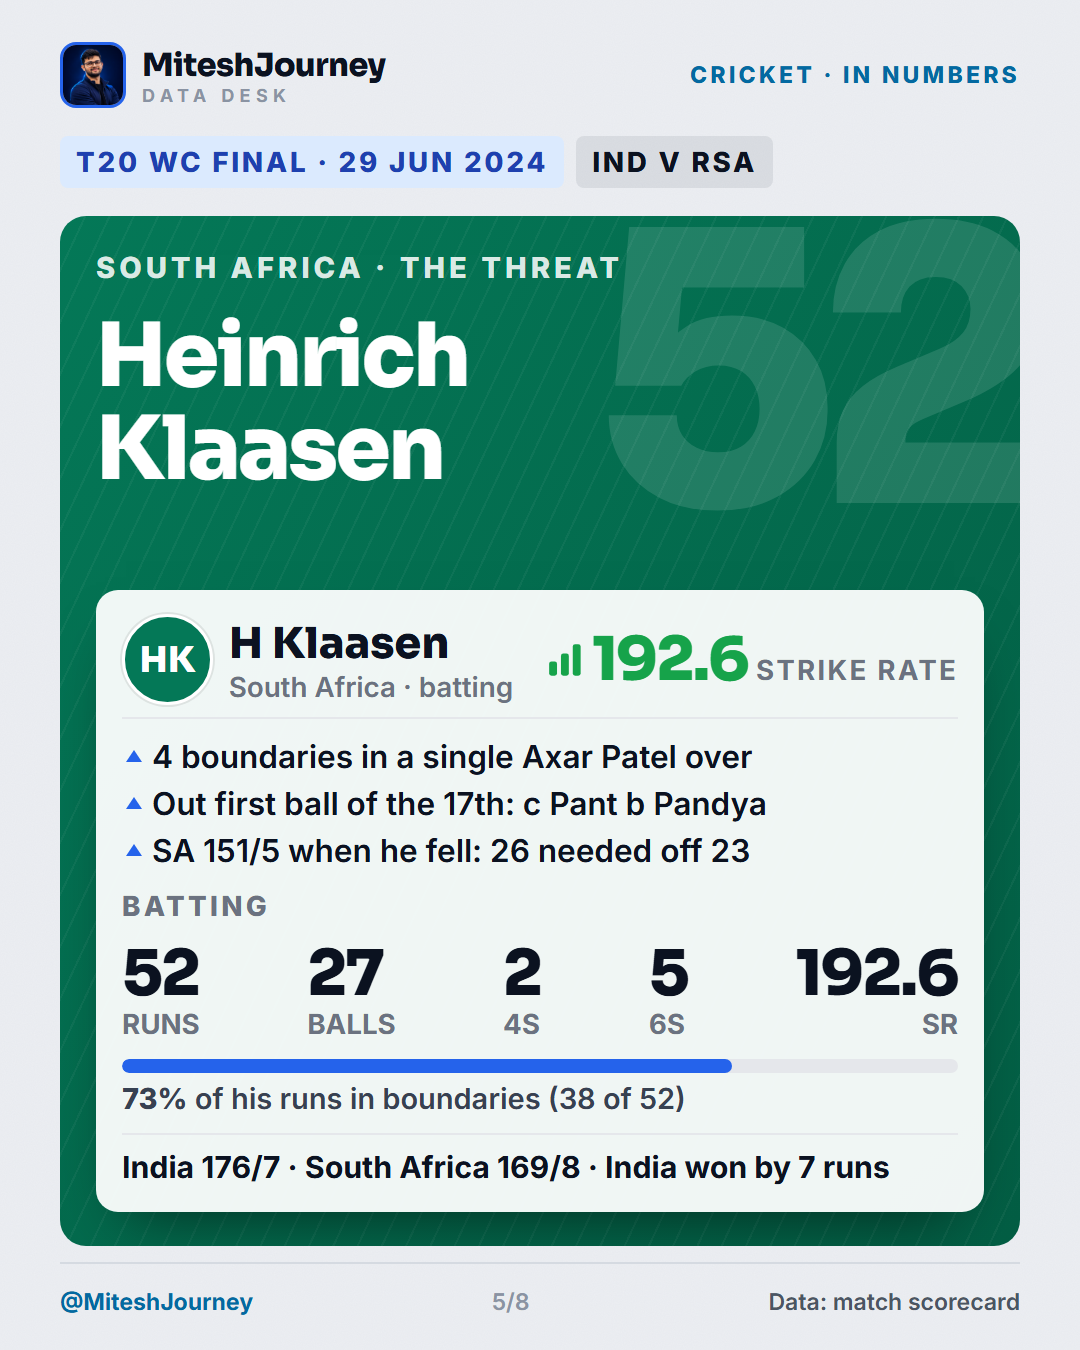 MiteshJourney
DATA DESK
CRICKET · IN NUMBERS
T20 WC FINAL · 29 JUN 2024
IND V RSA
52
SOUTH AFRICA · THE THREAT
Heinrich
Klaasen
HK
H Klaasen
South Africa · batting
192.6 STRIKE RATE
4 boundaries in a single Axar Patel over
Out first ball of the 17th: c Pant b Pandya
SA 151/5 when he fell: 26 needed off 23
BATTING
52 27 2 5 192.6
RUNS BALLS 4S 6S SR
73% of his runs in boundaries (38 of 52)
India 176/7 · South Africa 169/8 · India won by 7 runs
@MiteshJourney
5/8
Data: match scorecard